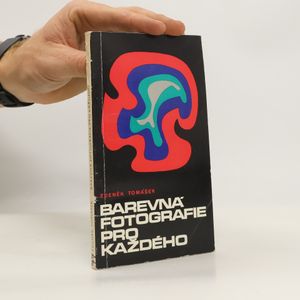 ZDENĚK TOMÁŠEK
BAREVNÁ
FOTOGRAFIE
PRO
KAŽDÉHO